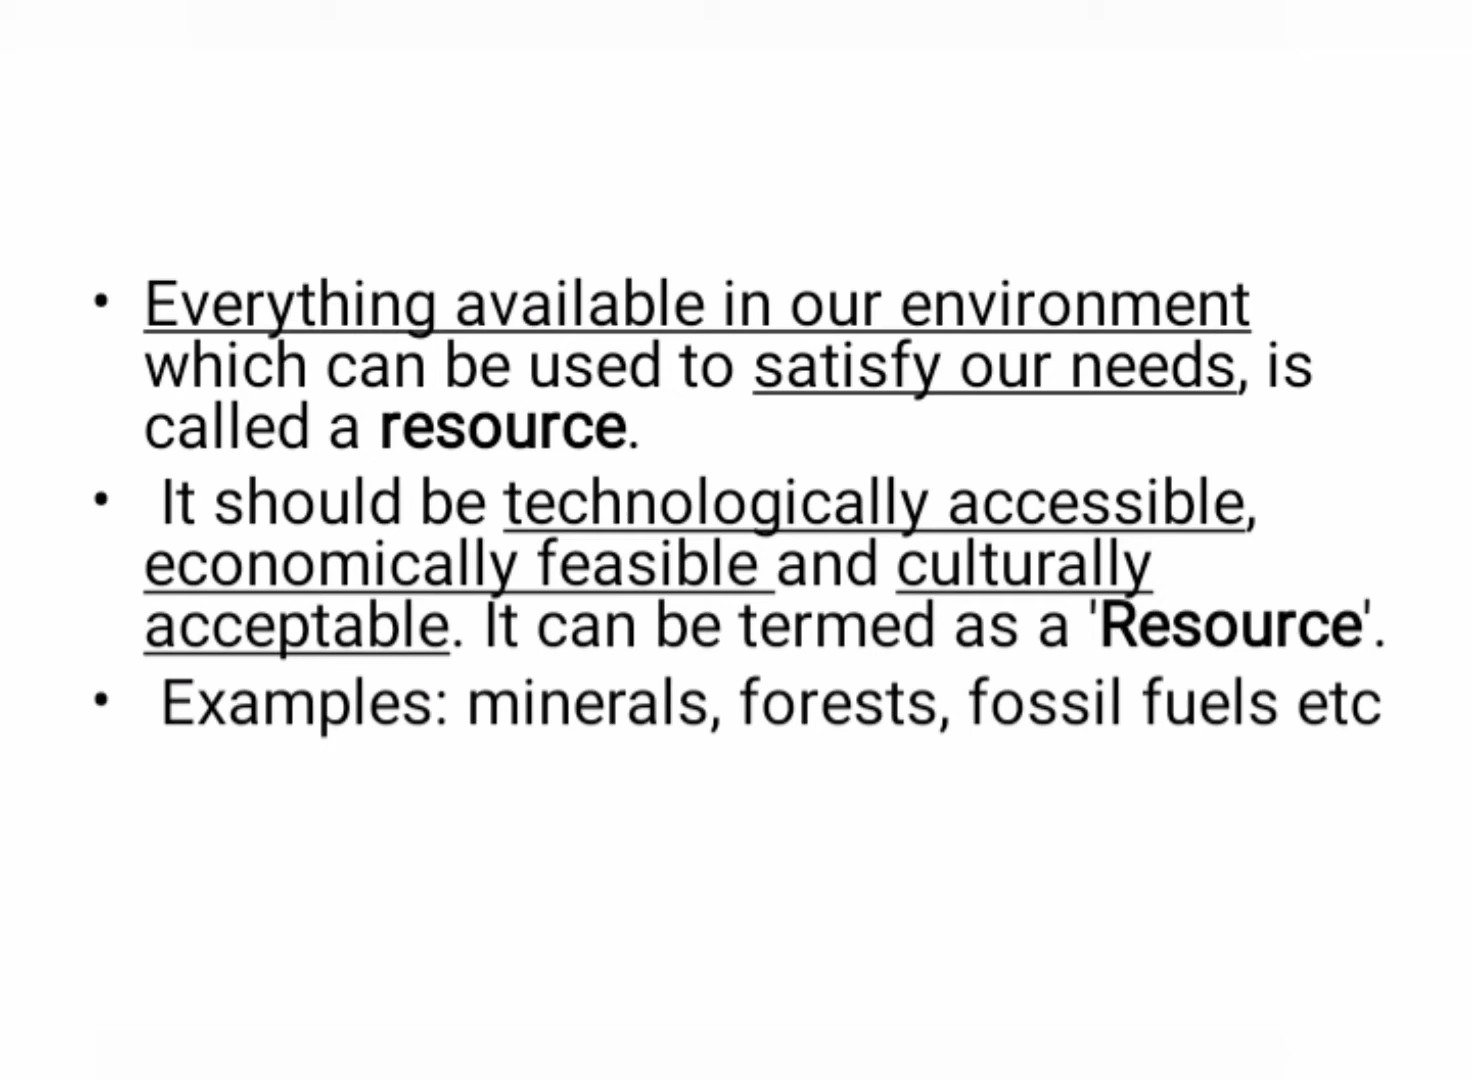 • Everything available in our environment
which can be used to satisfy our needs, is
called a resource.
• It should be technologically accessible,
economically feasible and culturally
acceptable. It can be termed as a 'Resource'.
• Examples: minerals, forests, fossil fuels etc